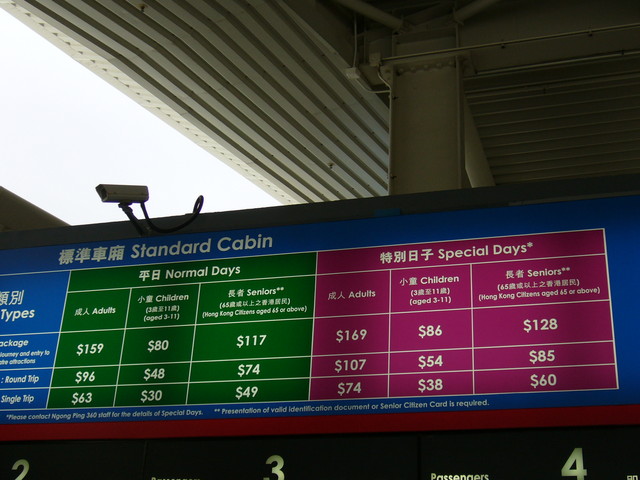 標準車廂 Standard Cabin
平日 Normal Days
特別日子 Special Days*
類別
Types
成人 Adults
小童 Children
(3歲至11歲)
(aged 3-11)
長者 Seniors**
(65歲或以上之香港居民)
(Hong Kong Citizens aged 65 or above)
成人 Adults
小童 Children
(3歲至11歲)
(aged 3-11)
長者 Seniors**
(65歲或以上之香港居民)
(Hong Kong Citizens aged 65 or above)
ackage
journey and entry to
tre attractions
$159 $80 $117 $169 $86 $128
: Round Trip $96 $48 $74 $107 $54 $85
Single Trip $63 $30 $49 $74 $38 $60
*Please contact Ngong Ping 360 staff for the details of Special Days. ** Presentation of valid identification document or Senior Citizen Card is required.
2 3 4
Passengers
Passengers